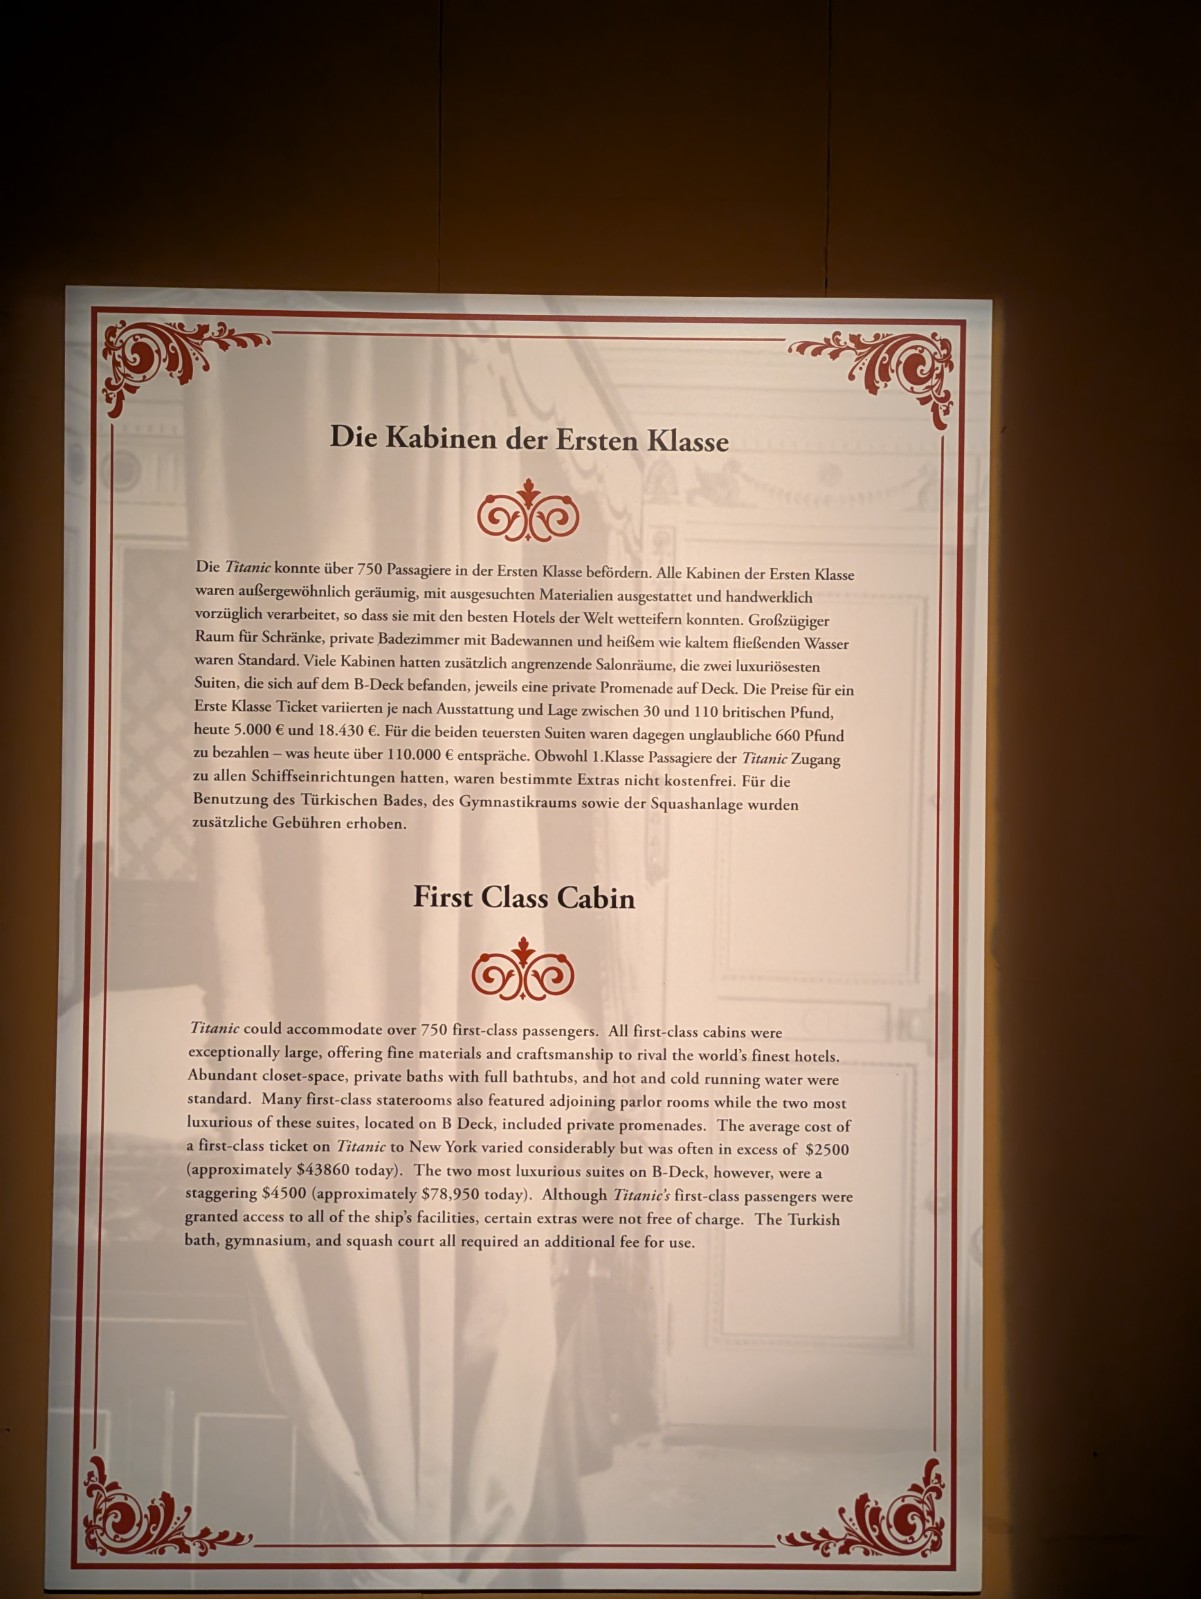 Die Kabinen der Ersten Klasse
Die Titanic konnte über 750 Passagiere in der Ersten Klasse befördern. Alle Kabinen der Ersten Klasse
waren außergewöhnlich geräumig, mit ausgesuchten Materialien ausgestattet und handwerklich
vorzüglich verarbeitet, so dass sie mit den besten Hotels der Welt wetteifern konnten. Großzügiger
Raum für Schränke, private Badezimmer mit Badewannen und heißem wie kaltem fließenden Wasser
waren Standard. Viele Kabinen hatten zusätzlich angrenzende Salonräume, die zwei luxuriösesten
Suiten, die sich auf dem B-Deck befanden, jeweils eine private Promenade auf Deck. Die Preise für ein
Erste Klasse Ticket variierten je nach Ausstattung und Lage zwischen 30 und 110 britischen Pfund,
heute 5.000 € und 18.430 €. Für die beiden teuersten Suiten waren dagegen unglaubliche 660 Pfund
zu bezahlen – was heute über 110.000 € entspräche. Obwohl 1.Klasse Passagiere der Titanic Zugang
zu allen Schiffseinrichtungen hatten, waren bestimmte Extras nicht kostenfrei. Für die
Benutzung des Türkischen Bades, des Gymnastikraums sowie der Squashanlage wurden
zusätzliche Gebühren erhoben.
First Class Cabin
Titanic could accommodate over 750 first-class passengers. All first-class cabins were
exceptionally large, offering fine materials and craftsmanship to rival the world's finest hotels.
Abundant closet-space, private baths with full bathtubs, and hot and cold running water were
standard. Many first-class staterooms also featured adjoining parlor rooms while the two most
luxurious of these suites, located on B Deck, included private promenades. The average cost of
a first-class ticket on Titanic to New York varied considerably but was often in excess of $2500
(approximately $43860 today). The two most luxurious suites on B-Deck, however, were a
staggering $4500 (approximately $78,950 today). Although Titanic's first-class passengers were
granted access to all of the ship's facilities, certain extras were not free of charge. The Turkish
bath, gymnasium, and squash court all required an additional fee for use.